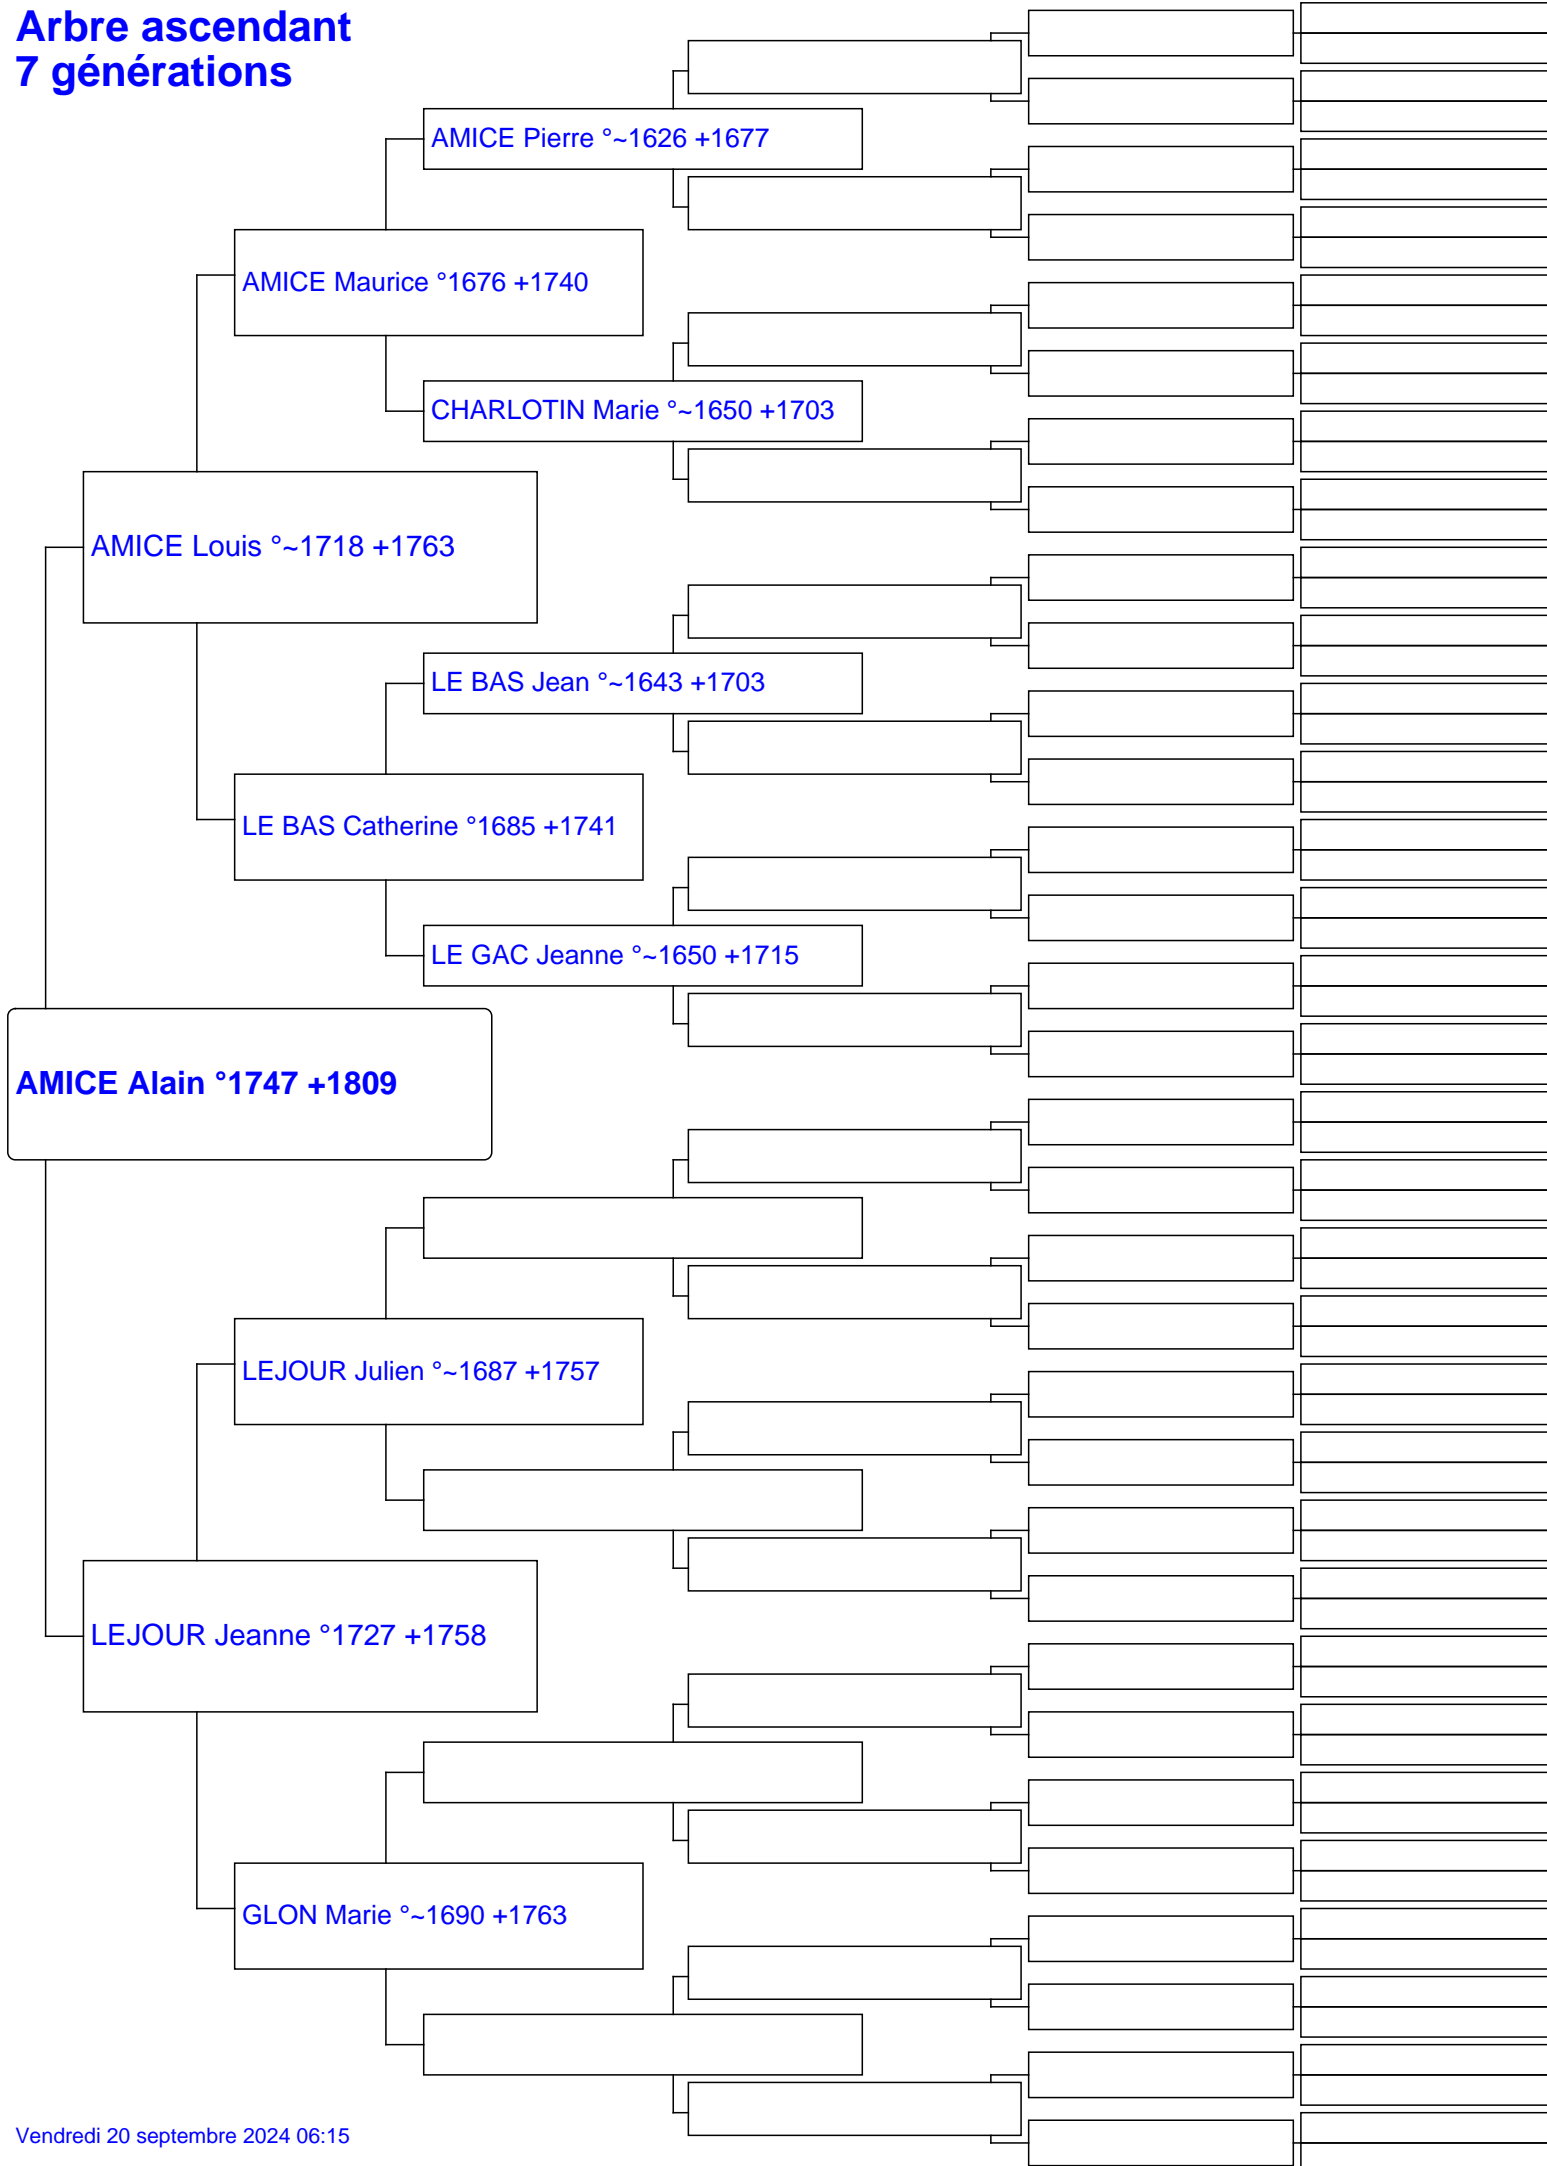 Arbre ascendant
7 générations
AMICE Pierre °~1626 +1677
AMICE Maurice °1676 +1740
CHARLOTIN Marie °~1650 +1703
AMICE Louis °~1718 +1763
LE BAS Jean °~1643 +1703
LE BAS Catherine °1685 +1741
LE GAC Jeanne °~1650 +1715
AMICE Alain °1747 +1809
LEJOUR Julien °~1687 +1757
LEJOUR Jeanne °1727 +1758
GLON Marie °~1690 +1763
Vendredi 20 septembre 2024 06:15